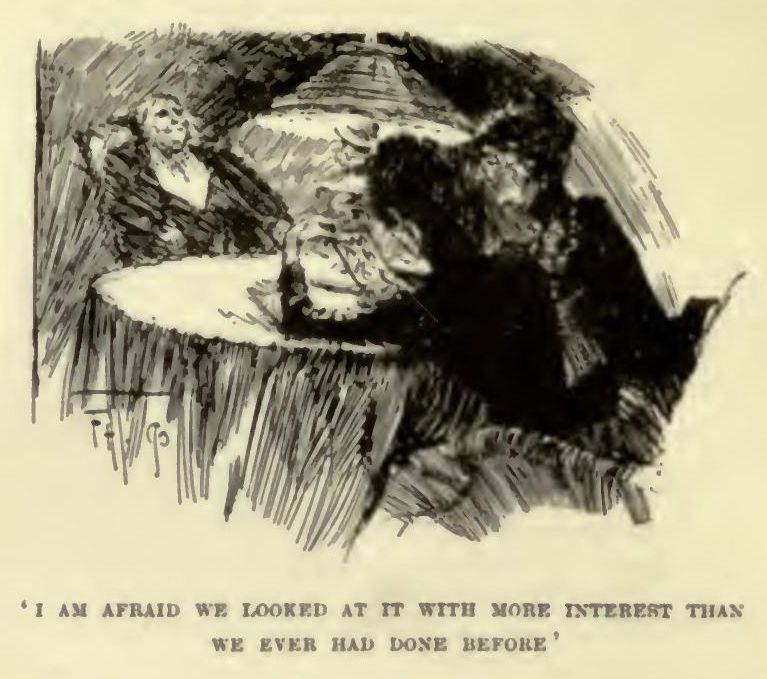 'I AM AFRAID WE LOOKED AT IT WITH MORE INTEREST THAN
WE EVER HAD DONE BEFORE'